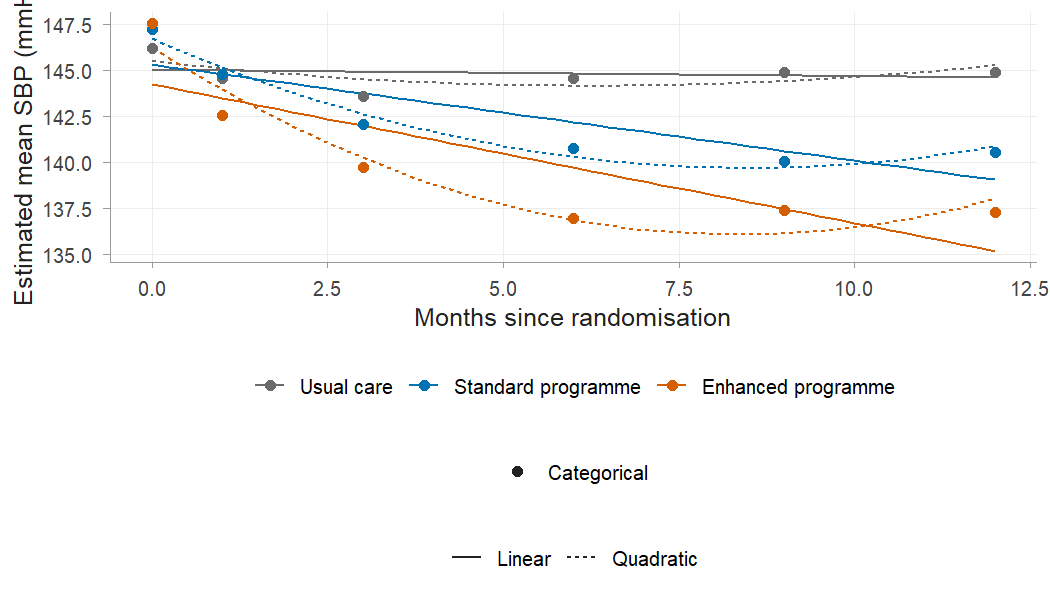 Estimated mean SBP (mmH
147.5
145.0
142.5
140.0
137.5
135.0
0.0 2.5 5.0 7.5 10.0 12.5
Months since randomisation
Usual care Standard programme Enhanced programme
Categorical
Linear Quadratic